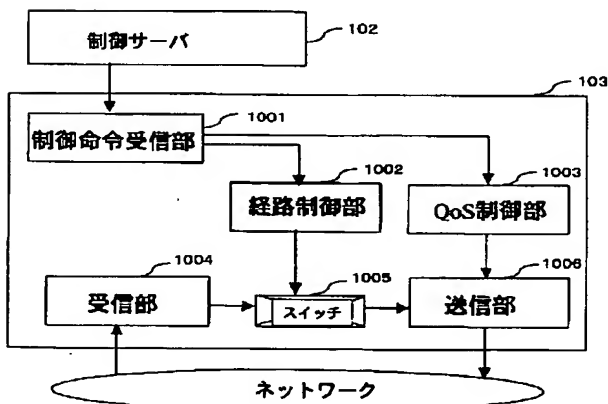 102
制御サーバ
103
1001
制御命令受信部
1002
1003
経路制御部
QoS制御部
1004
1005
1006
受信部
スイッチ
送信部
ネットワーク